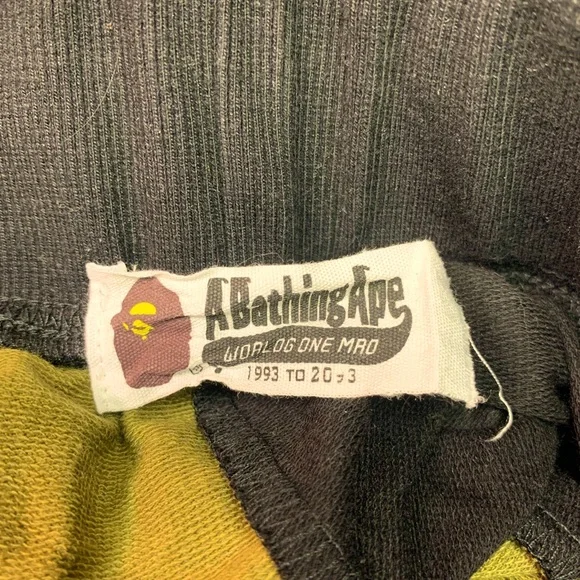 A Bathing Ape
WORLD GONE MAD
1993 TO 20 3